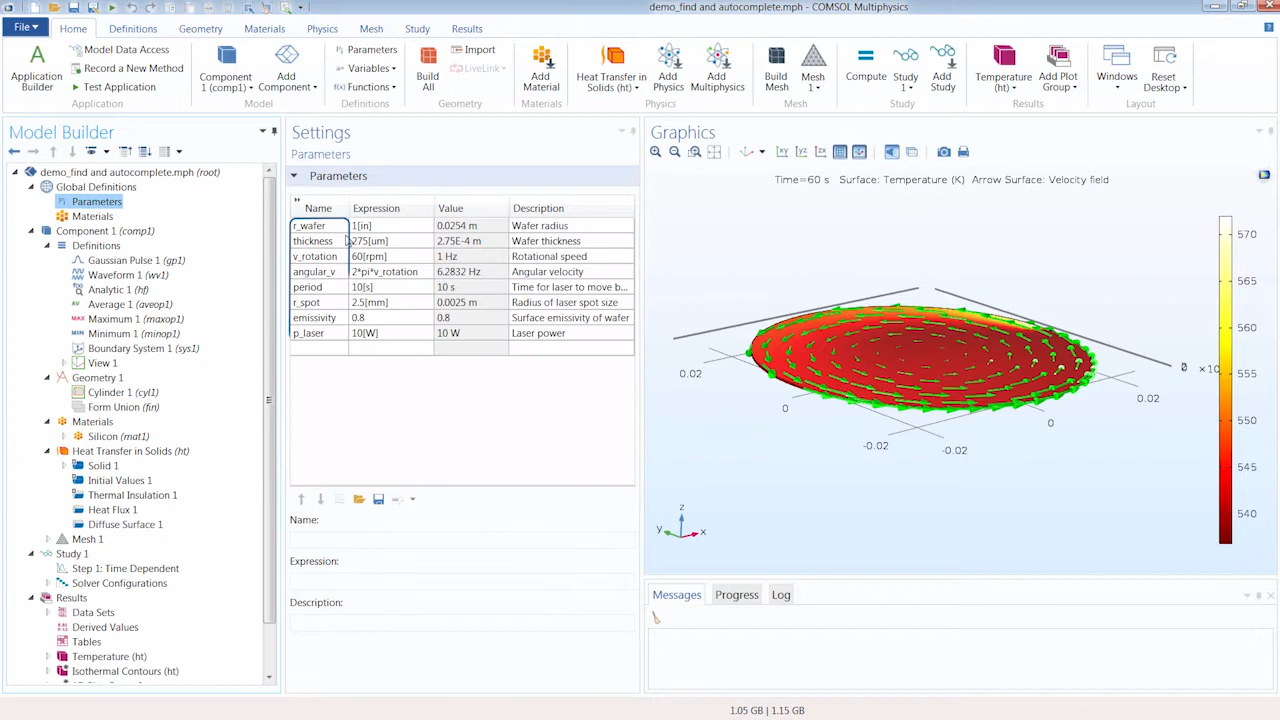 demo_find and autocomplete.mph - COMSOL Multiphysics
File Home Definitions Geometry Materials Physics Mesh Study Results
Application Builder
Model Data Access
Record a New Method
Test Application
Application
Component 1 (comp1)
Add Component
Model
Pi Parameters
a= Variables
f(x) Functions
Definitions
Build All
Import
LiveLink
Geometry
Add Material
Materials
Heat Transfer in Solids (ht)
Add Physics
Add Multiphysics
Physics
Build Mesh
Mesh 1
Mesh
Compute
Study 1
Add Study
Study
Temperature (ht)
Add Plot Group
Results
Windows
Reset Desktop
Layout
Model Builder
demo_find and autocomplete.mph (root)
Global Definitions
Pi Parameters
Materials
Component 1 (comp1)
Definitions
Gaussian Pulse 1 (gp1)
Waveform 1 (wv1)
Analytic 1 (hf)
AV Average 1 (aveop1)
MAX Maximum 1 (maxop1)
MIN Minimum 1 (minop1)
Boundary System 1 (sys1)
View 1
Geometry 1
Cylinder 1 (cyl1)
Form Union (fin)
Materials
Silicon (mat1)
Heat Transfer in Solids (ht)
Solid 1
Initial Values 1
Thermal Insulation 1
Heat Flux 1
Diffuse Surface 1
Mesh 1
Study 1
Step 1: Time Dependent
Solver Configurations
Results
Data Sets
8.85 e-12 Derived Values
Tables
Temperature (ht)
Isothermal Contours (ht)
Settings
Parameters
Parameters
Name Expression Value Description
r_wafer 1[in] 0.0254 m Wafer radius
thickness 275[um] 2.75E-4 m Wafer thickness
v_rotation 60[rpm] 1 Hz Rotational speed
angular_v 2*pi*v_rotation 6.2832 Hz Angular velocity
period 10[s] 10 s Time for laser to move b...
r_spot 2.5[mm] 0.0025 m Radius of laser spot size
emissivity 0.8 0.8 Surface emissivity of wafer
p_laser 10[W] 10 W Laser power
Name:
Expression:
Description:
Graphics
xy yz zx
Time=60 s Surface: Temperature (K) Arrow Surface: Velocity field
570
565
560
555
550
545
540
0.02
0
-0.02
-0.02
0
0.02
z
y
x
Messages Progress Log
1.05 GB | 1.15 GB